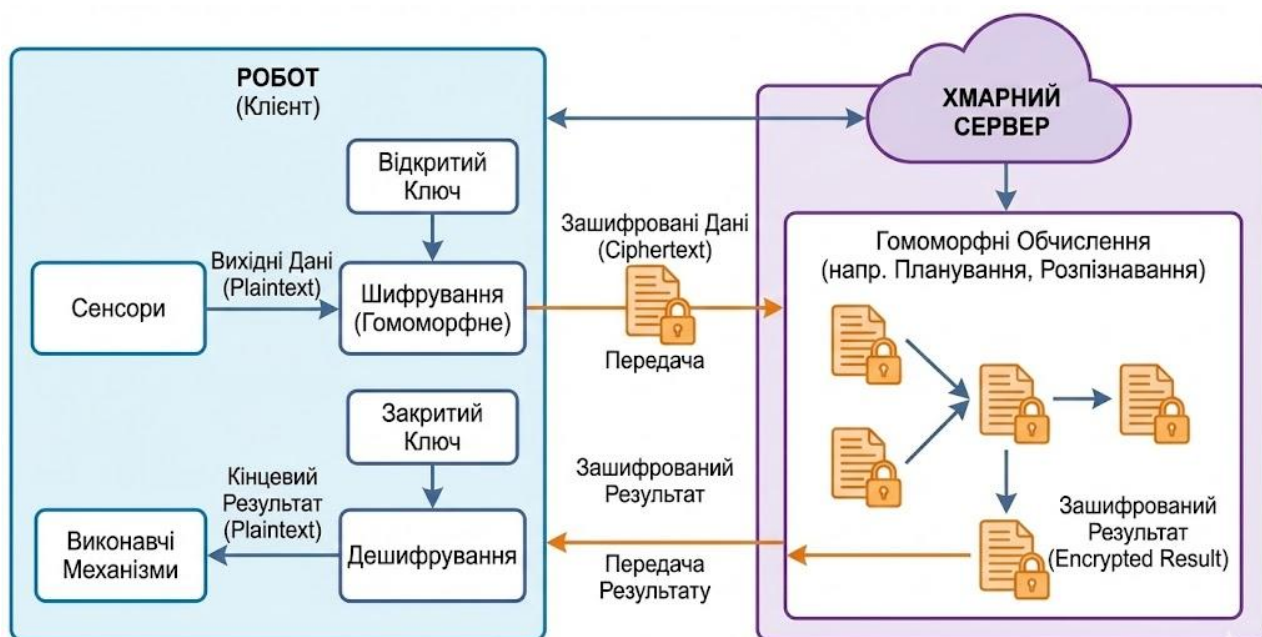 РОБОТ
(Клієнт)
Відкритий
Ключ
Сенсори
Вихідні Дані
(Plaintext)
Шифрування
(Гомоморфне)
Зашифровані Дані
(Ciphertext)
Передача
ХМАРНИЙ
СЕРВЕР
Гомоморфні Обчислення
(напр. Планування, Розпізнавання)
Зашифрований
Результат
(Encrypted Result)
Зашифрований
Результат
Передача
Результату
Закритий
Ключ
Дешифрування
Кінцевий
Результат
(Plaintext)
Виконавчі
Механізми